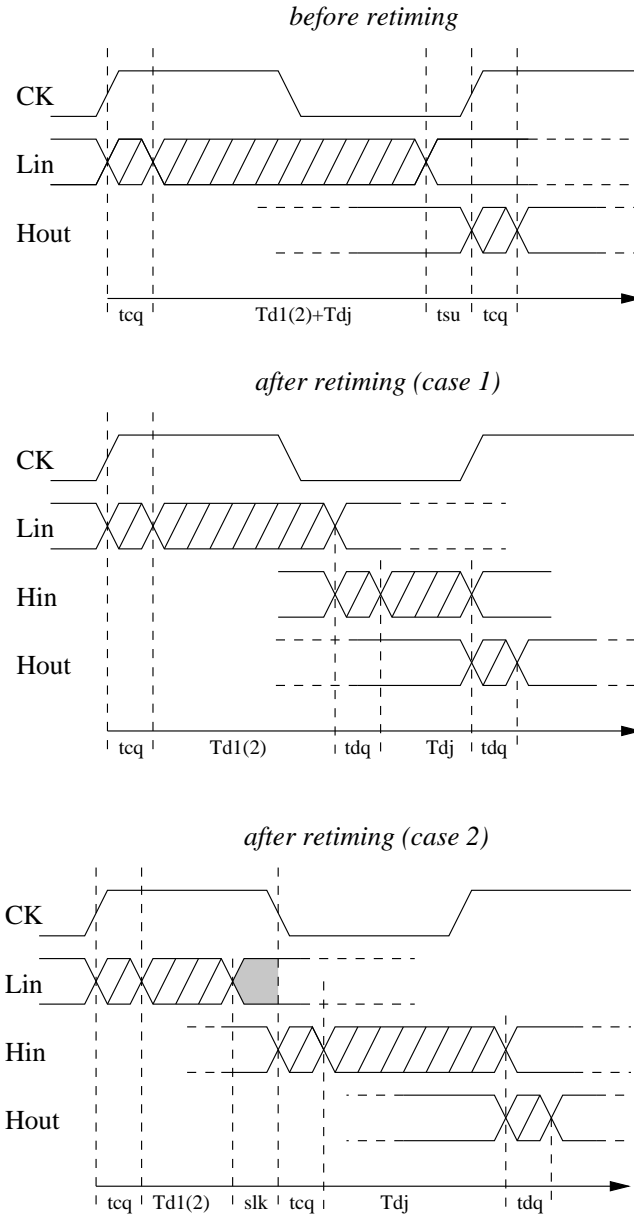 before retiming
CK
Lin
Hout
tcq Td1(2)+Tdj tsu tcq
after retiming (case 1)
CK
Lin
Hin
Hout
tcq Td1(2) tdq Tdj tdq
after retiming (case 2)
CK
Lin
Hin
Hout
tcq Td1(2) slk tcq Tdj tdq